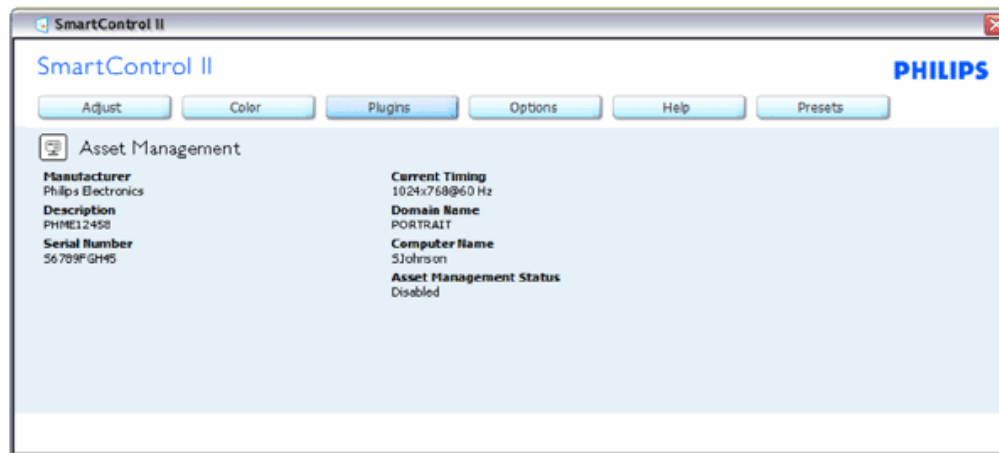 SmartControl II
SmartControl II
PHILIPS
Adjust
Color
Plugins
Options
Help
Presets
Asset Management
Manufacturer
Philips Electronics
Description
PHME12458
Serial Number
56789FGH45
Current Timing
1024x768@60 Hz
Domain Name
PORTRAIT
Computer Name
SJohnson
Asset Management Status
Disabled